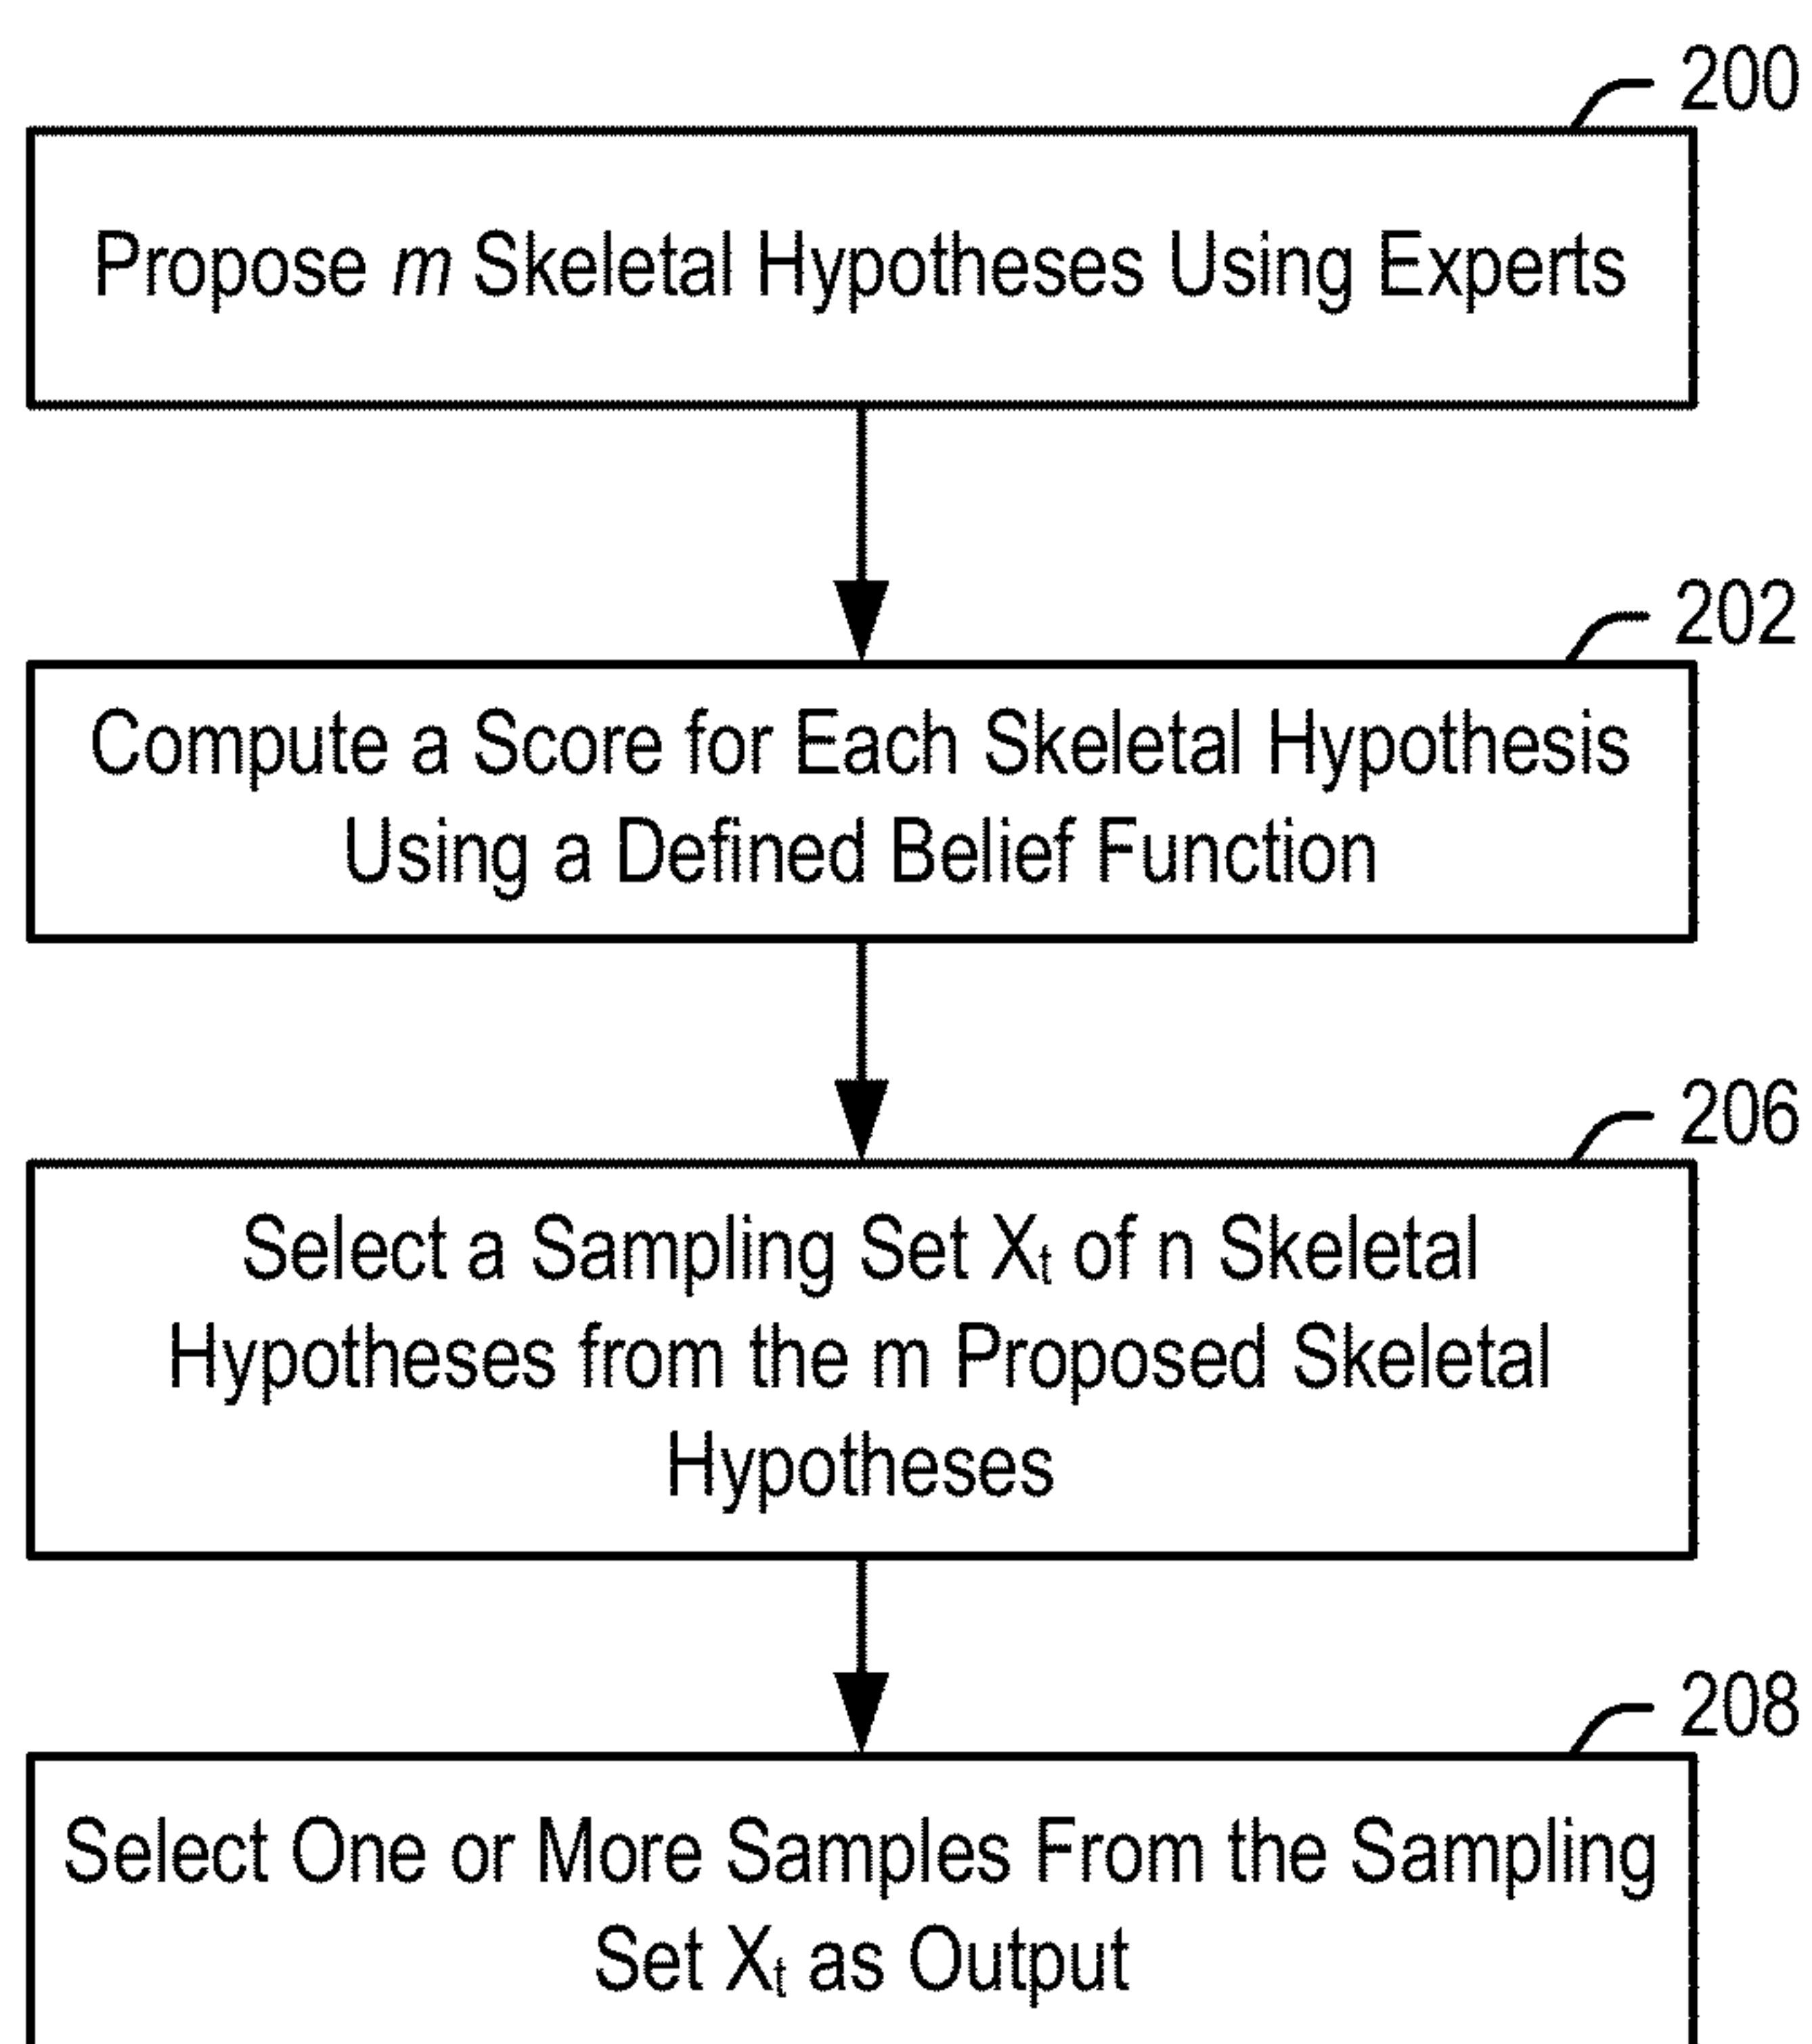 200
Propose m Skeletal Hypotheses Using Experts
202
Compute a Score for Each Skeletal Hypothesis
Using a Defined Belief Function
206
Select a Sampling Set Xt of n Skeletal
Hypotheses from the m Proposed Skeletal
Hypotheses
208
Select One or More Samples From the Sampling
Set Xt as Output